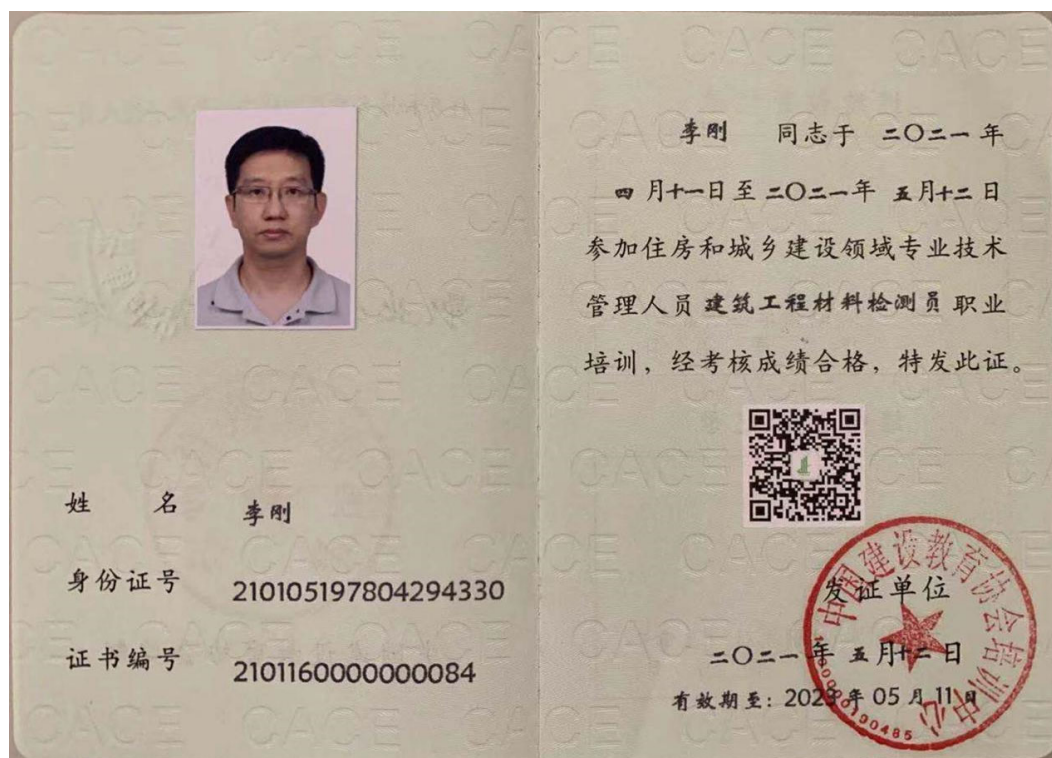 姓 名 李刚
身份证号 210105197804294330
证书编号 2101160000000084
李刚 同志于 二〇二一 年
四 月十一日至 二〇二一年 五月十二日
参加住房和城乡建设领域专业技术
管理人员 建筑工程材料检测员 职业
培训，经考核成绩合格，特发此证。
中国建设教育协会培训中心
发证单位
二〇二一 年 五 月十二日
有效期至：2023 年 05 月 11 日
CACE